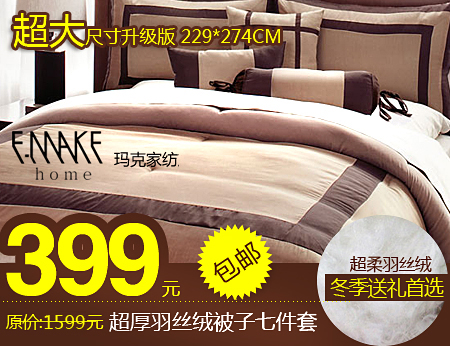 超大尺寸升级版 229*274CM
E.MAKE
home
玛克家纺
399元
包邮
超柔羽丝绒
冬季送礼首选
原价:1599元 超厚羽丝绒被子七件套